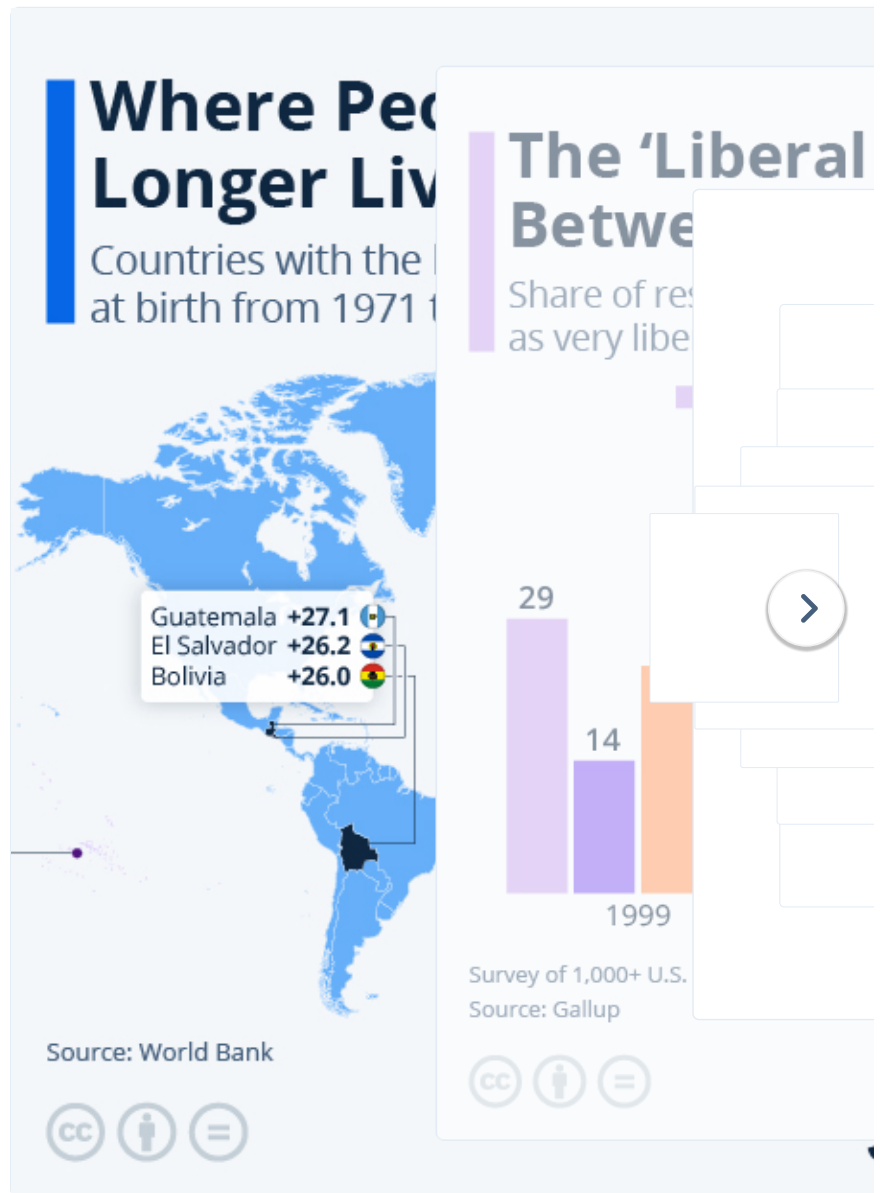 Where Peo
Longer Liv
Countries with the
at birth from 1971 t
Guatemala +27.1
El Salvador +26.2
Bolivia +26.0
Source: World Bank
cc
The ‘Liberal
Betwe
Share of res
as very libe
29
14
1999
Survey of 1,000+ U.S.
Source: Gallup
cc